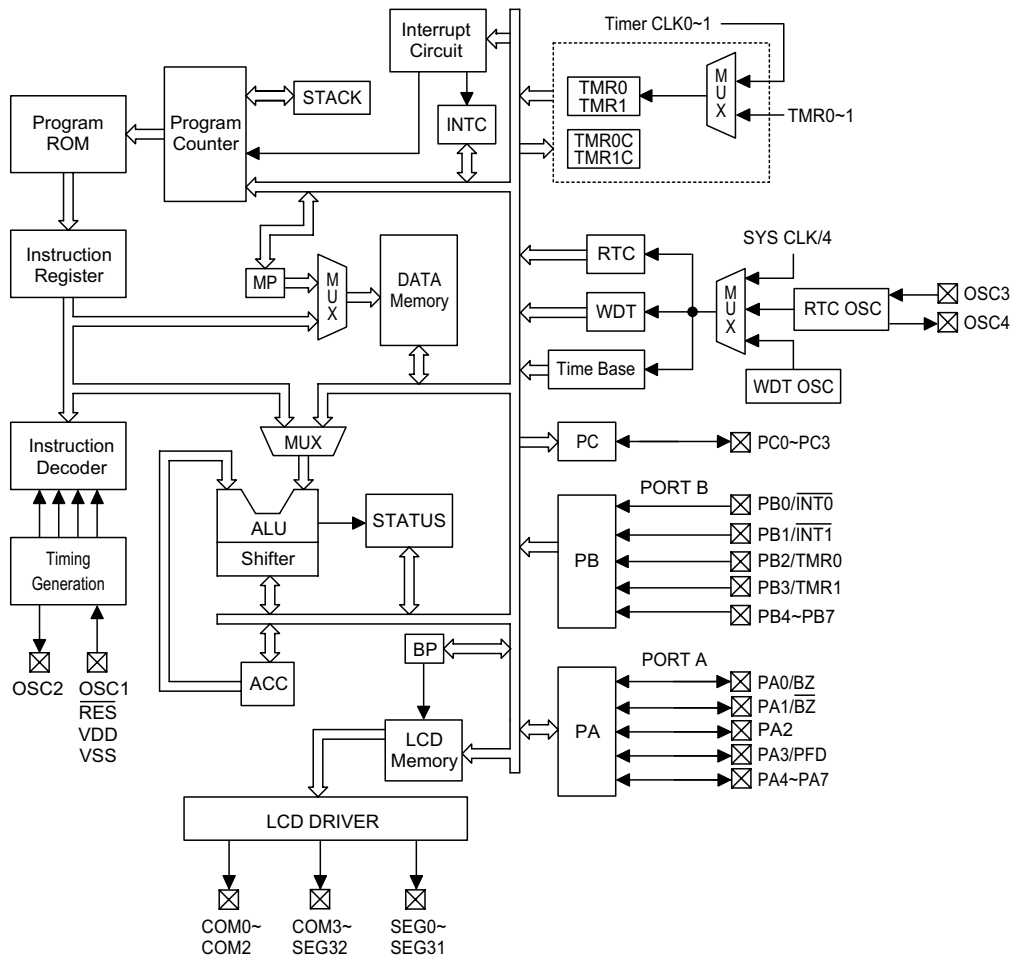 Interrupt
Circuit
Timer CLK0~1
MUX
TMR0
TMR1
TMR0~1
TMR0C
TMR1C
STACK
INTC
Program
ROM
Program
Counter
Instruction
Register
MP
MUX
DATA
Memory
SYS CLK/4
RTC
WDT
Time Base
MUX
RTC OSC
OSC3
OSC4
WDT OSC
MUX
Instruction
Decoder
ALU
Shifter
STATUS
PC
PC0~PC3
PORT B
PB
PB0/I̅N̅T̅0̅
PB1/I̅N̅T̅1̅
PB2/TMR0
PB3/TMR1
PB4~PB7
Timing
Generation
OSC2
OSC1
R̅E̅S̅
VDD
VSS
ACC
BP
LCD
Memory
PORT A
PA
PA0/BZ
PA1/B̅Z̅
PA2
PA3/PFD
PA4~PA7
LCD DRIVER
COM0~
COM2
COM3~
SEG32
SEG0~
SEG31